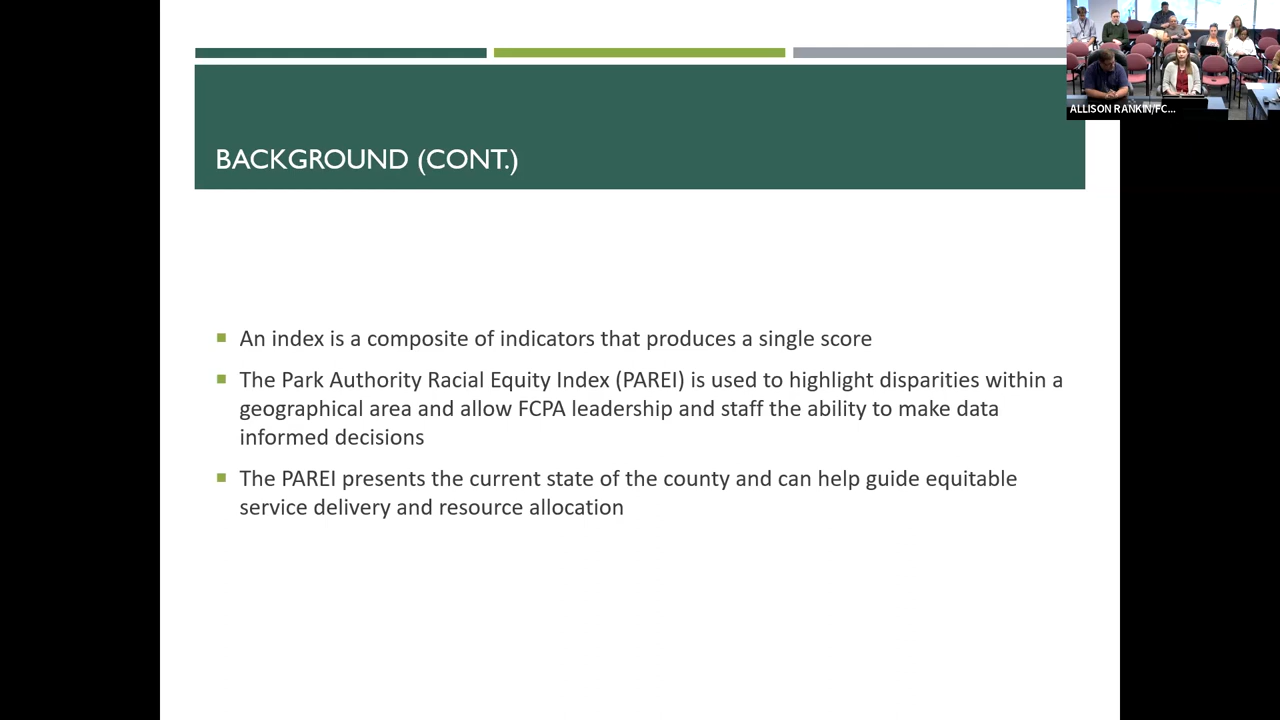 ALLISON RANKIN/FC...
BACKGROUND (CONT.)
An index is a composite of indicators that produces a single score
The Park Authority Racial Equity Index (PAREI) is used to highlight disparities within a
geographical area and allow FCPA leadership and staff the ability to make data
informed decisions
The PAREI presents the current state of the county and can help guide equitable
service delivery and resource allocation